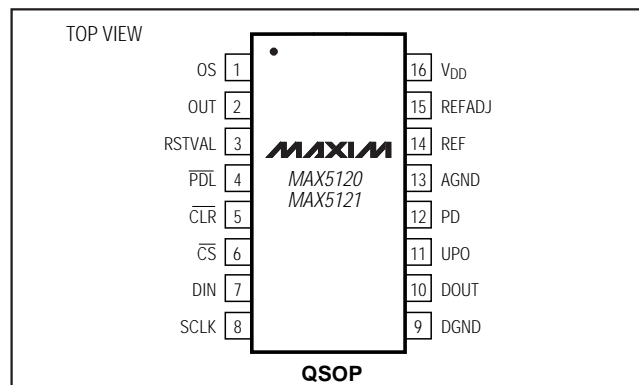 TOP VIEW
OS 1
OUT 2
RSTVAL 3
PDL 4
CLR 5
CS 6
DIN 7
SCLK 8
MAXIM
MAX5120
MAX5121
16 VDD
15 REFADJ
14 REF
13 AGND
12 PD
11 UPO
10 DOUT
9 DGND
QSOP